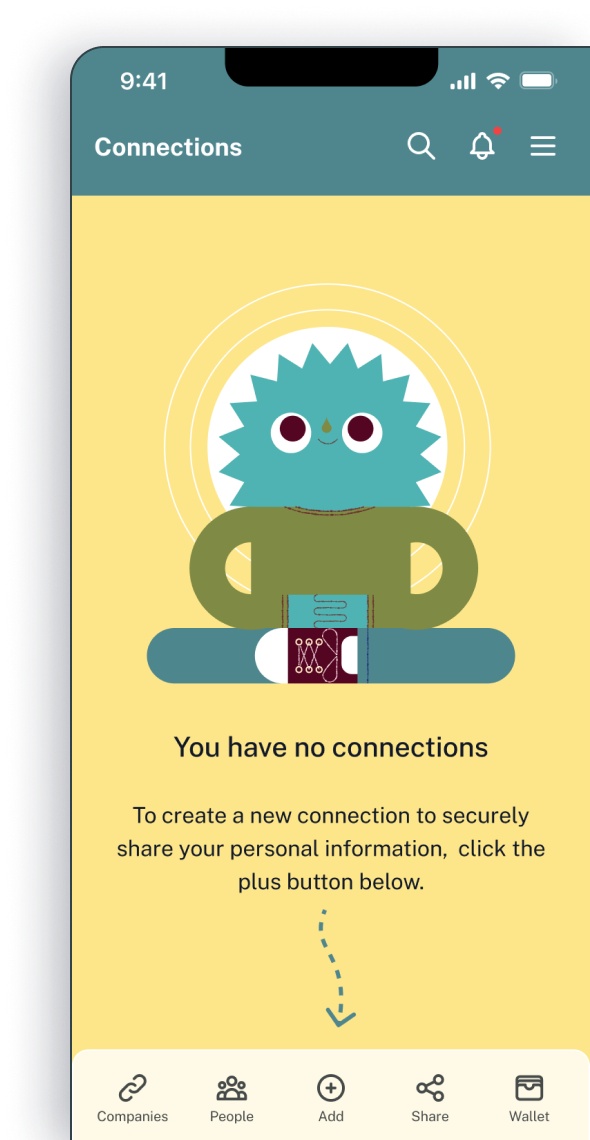 9:41
Connections
You have no connections
To create a new connection to securely
share your personal information,  click the
plus button below.
Companies People Add Share Wallet